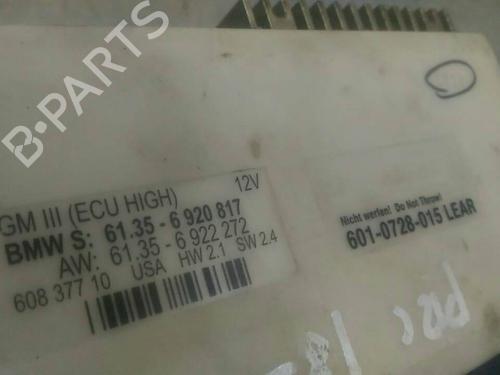 B-PARTS
GM III (ECU HIGH)
12V
BMW S: 61.35 - 6 920 817
AW: 61.35 - 6 922 272
608 377 10 USA HW 2.1 SW 2.4
Nicht werfen! Do Not Throw!
601-0728-015 LEAR